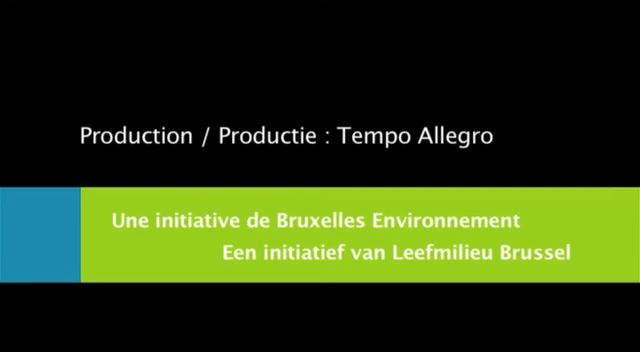 Production / Productie : Tempo Allegro
Une initiative de Bruxelles Environnement
Een initiatief van Leefmilieu Brussel